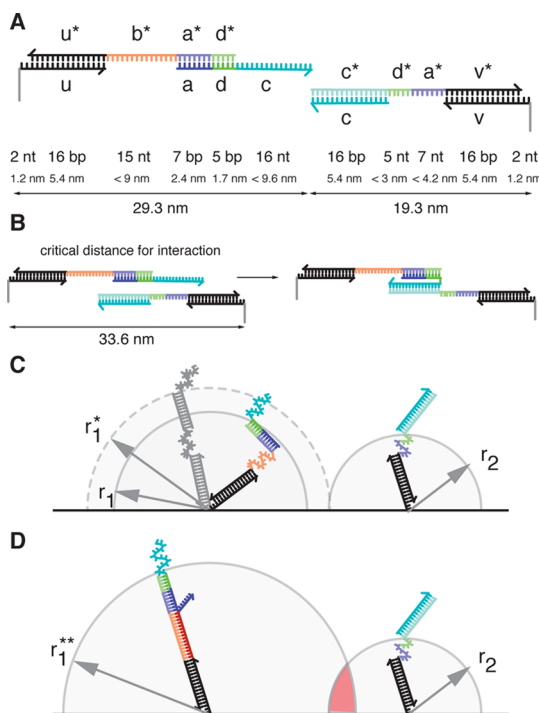 A
u* b* a* d*
u a d c
c* d* a* v*
c v
2 nt 16 bp 15 nt 7 bp 5 bp 16 nt 16 bp 5 nt 7 nt 16 bp 2 nt
1.2 nm 5.4 nm < 9 nm 2.4 nm 1.7 nm < 9.6 nm 5.4 nm < 3 nm < 4.2 nm 5.4 nm 1.2 nm
29.3 nm 19.3 nm
B
critical distance for interaction
33.6 nm
C
r1*
r1 r2
D
r1** r2